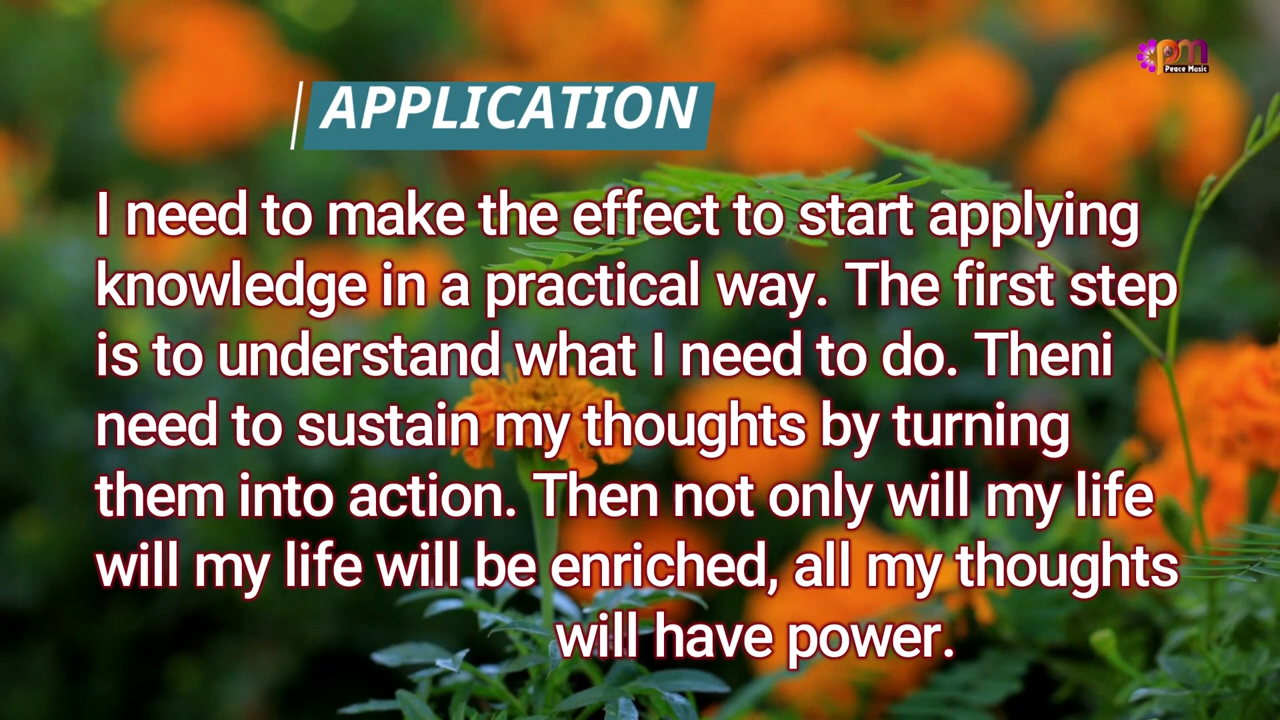 pm
Peace Music
APPLICATION
I need to make the effect to start applying
knowledge in a practical way. The first step
is to understand what I need to do. Theni
need to sustain my thoughts by turning
them into action. Then not only will my life
will my life will be enriched, all my thoughts
will have power.